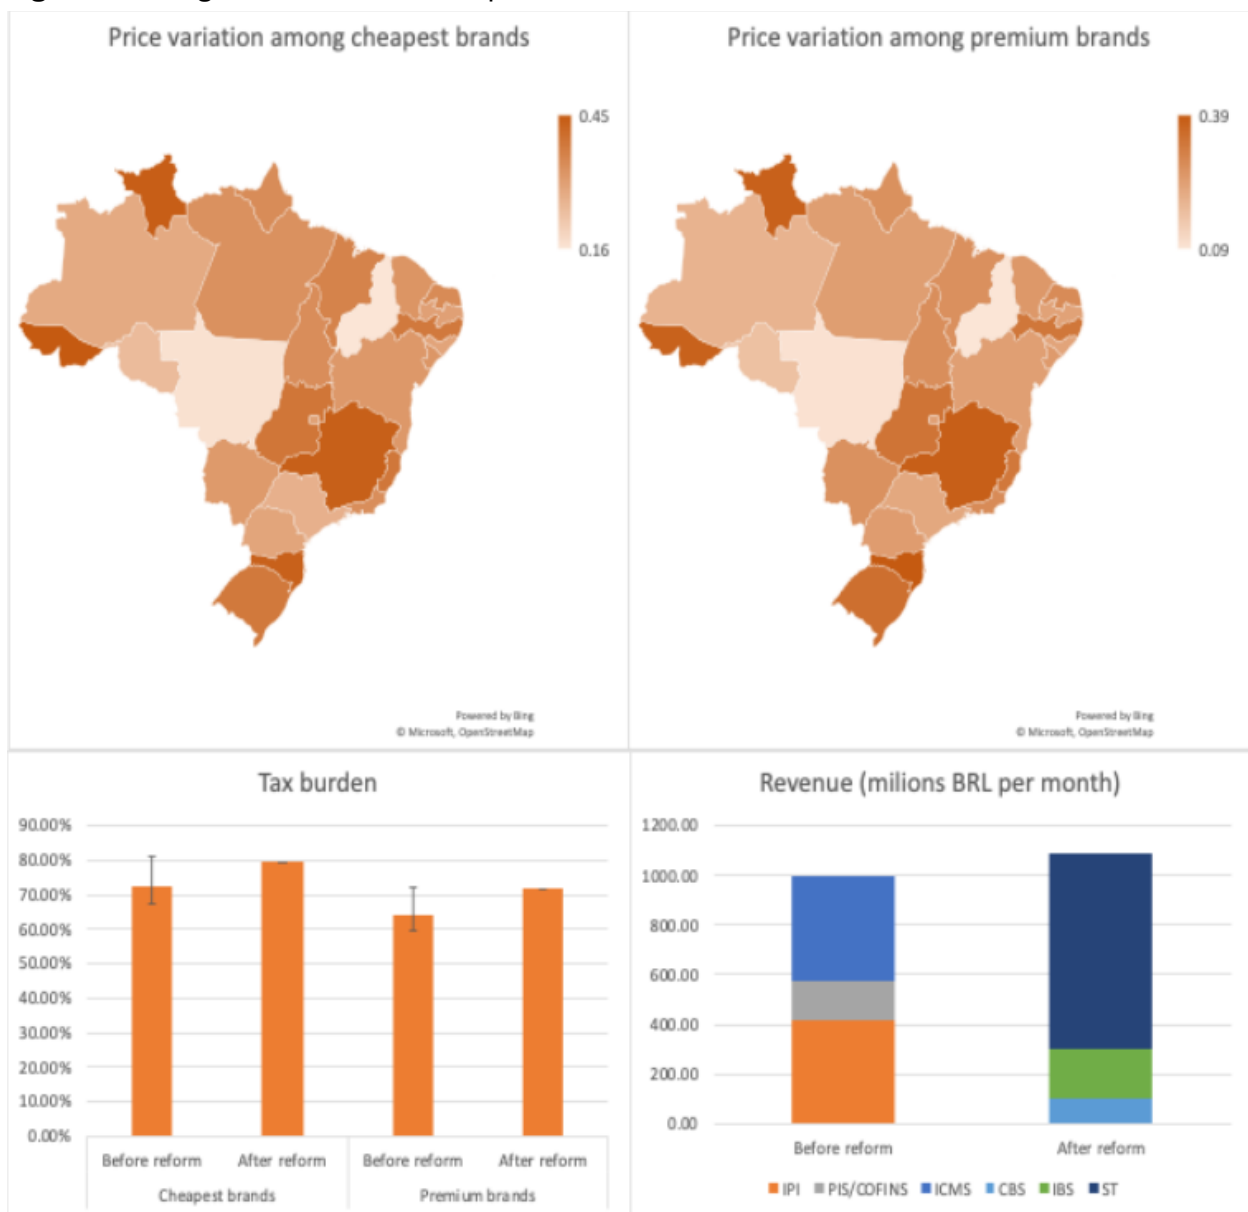 Price variation among cheapest brands
0.45
0.16
Powered by Bing
© Microsoft, OpenStreetMap
Price variation among premium brands
0.39
0.09
Powered by Bing
© Microsoft, OpenStreetMap
Tax burden
90.00%
80.00%
70.00%
60.00%
50.00%
40.00%
30.00%
20.00%
10.00%
0.00%
Before reform After reform Before reform After reform
Cheapest brands Premium brands
Revenue (milions BRL per month)
1200.00
1000.00
800.00
600.00
400.00
200.00
0.00
Before reform After reform
IPI PIS/COFINS ICMS CBS IBS ST